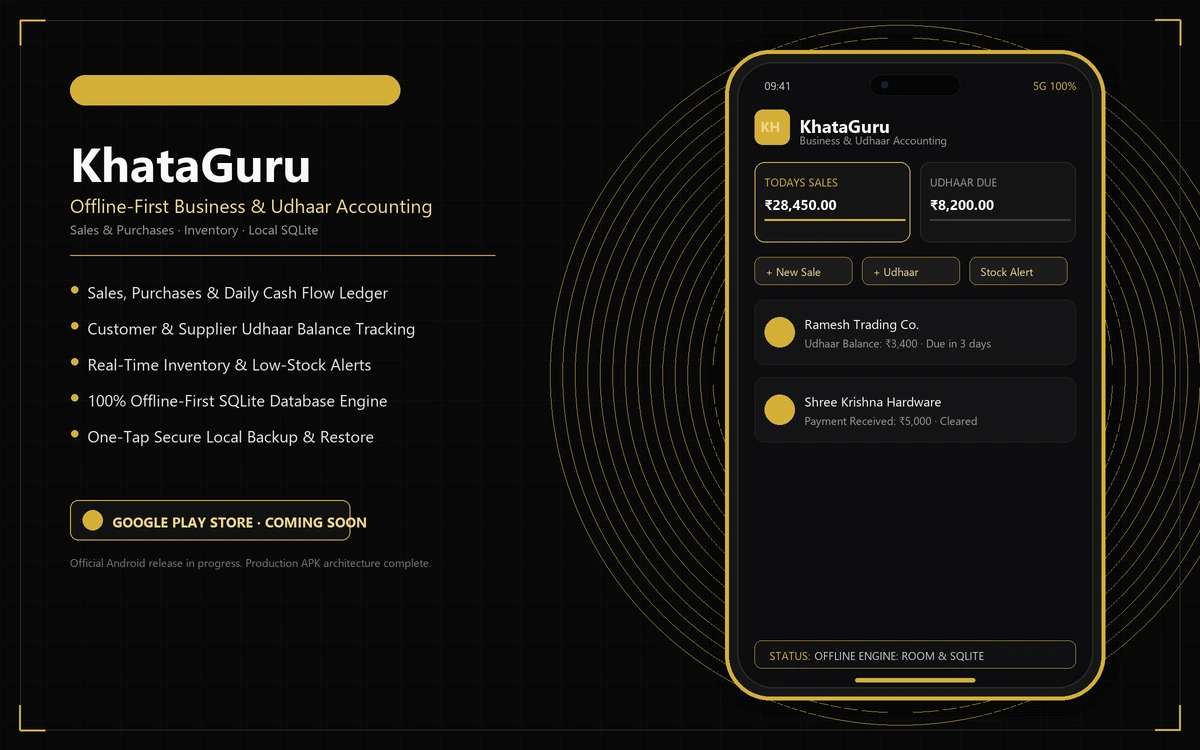 KhataGuru
Offline-First Business & Udhaar Accounting
Sales & Purchases · Inventory · Local SQLite
Sales, Purchases & Daily Cash Flow Ledger
Customer & Supplier Udhaar Balance Tracking
Real-Time Inventory & Low-Stock Alerts
100% Offline-First SQLite Database Engine
One-Tap Secure Local Backup & Restore
GOOGLE PLAY STORE · COMING SOON
Official Android release in progress. Production APK architecture complete.
09:41
5G 100%
KH
KhataGuru
Business & Udhaar Accounting
TODAYS SALES
₹28,450.00
UDHAAR DUE
₹8,200.00
+ New Sale
+ Udhaar
Stock Alert
Ramesh Trading Co.
Udhaar Balance: ₹3,400 · Due in 3 days
Shree Krishna Hardware
Payment Received: ₹5,000 · Cleared
STATUS: OFFLINE ENGINE: ROOM & SQLITE